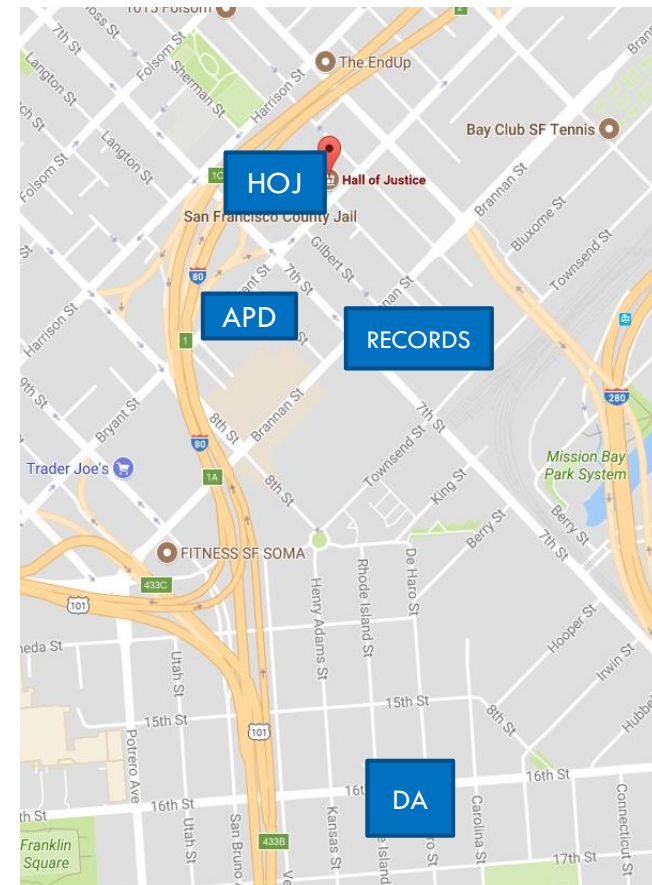 1015 Folsom
2
7th St
Folsom St
The EndUp
Langton St
Sherman St
Harrison St
Brannan
Bay Club SF Tennis
Langton St
1C
HOJ
Hall of Justice
Folsom St
San Francisco County Jail
Brannan St
Gilbert St
Bluxome St
Townsend St
80
7th St
APD
RECORDS
Harrison St
1
280
9th St
7th St
8th St
Brannan St
Bryant St
80
Townsend St
Mission Bay
Park System
Trader Joe's
1A
8th St
King St
Berry St
Berry St
7th St
FITNESS SF SOMA
433C
101
Henry Adams St
Rhode Island St
De Haro St
Hooper St
Irwin St
Utah St
15th St
15th St
8th St
101
Potrero Ave
DA
16th St
16th St
Utah St
Kansas St
Carolina St
Connecticut St
Franklin
Square
433B
17th St